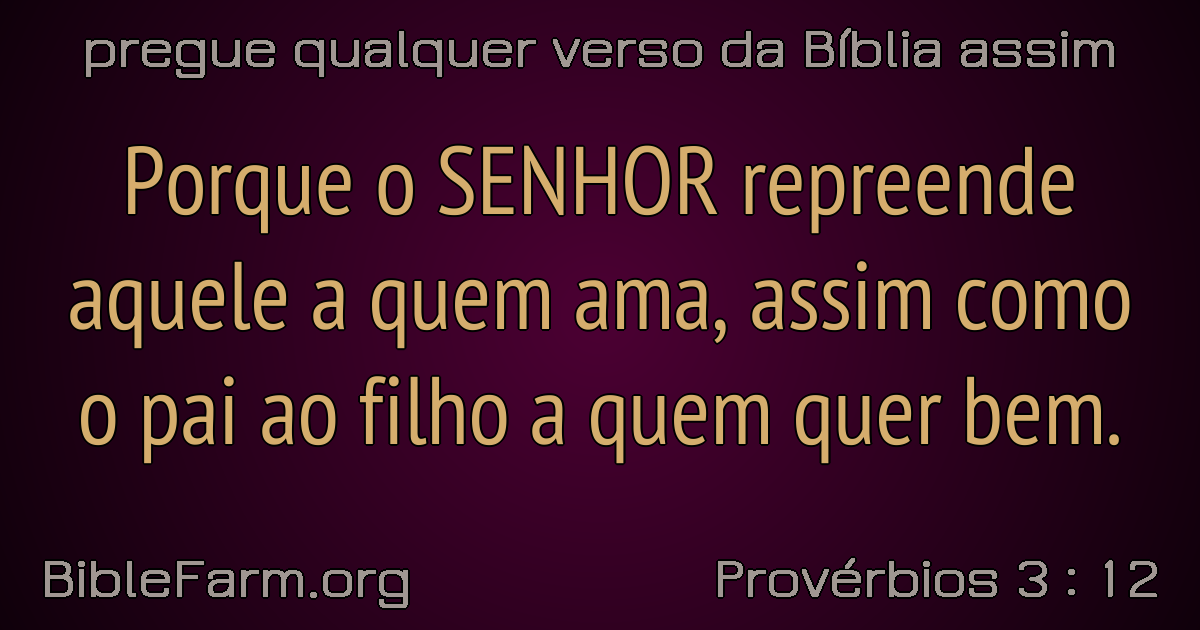 pregue qualquer verso da Bíblia assim
Porque o SENHOR repreende
aquele a quem ama, assim como
o pai ao filho a quem quer bem.
BibleFarm.org
Provérbios 3 : 12